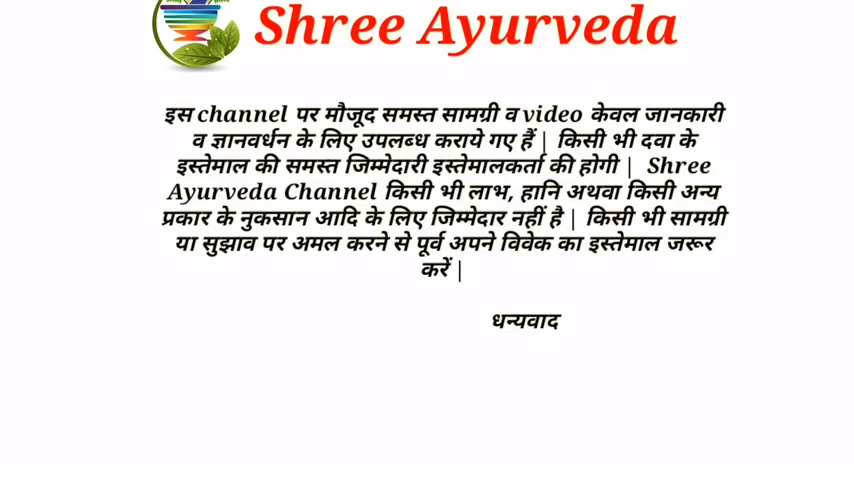 Shree Ayurveda
इस channel पर मौजूद समस्त सामग्री व video केवल जानकारी
व ज्ञानवर्धन के लिए उपलब्ध कराये गए हैं | किसी भी दवा के
इस्तेमाल की समस्त जिम्मेदारी इस्तेमालकर्ता की होगी | Shree
Ayurveda Channel किसी भी लाभ, हानि अथवा किसी अन्य
प्रकार के नुकसान आदि के लिए जिम्मेदार नहीं है | किसी भी सामग्री
या सुझाव पर अमल करने से पूर्व अपने विवेक का इस्तेमाल जरूर
करें |
धन्यवाद